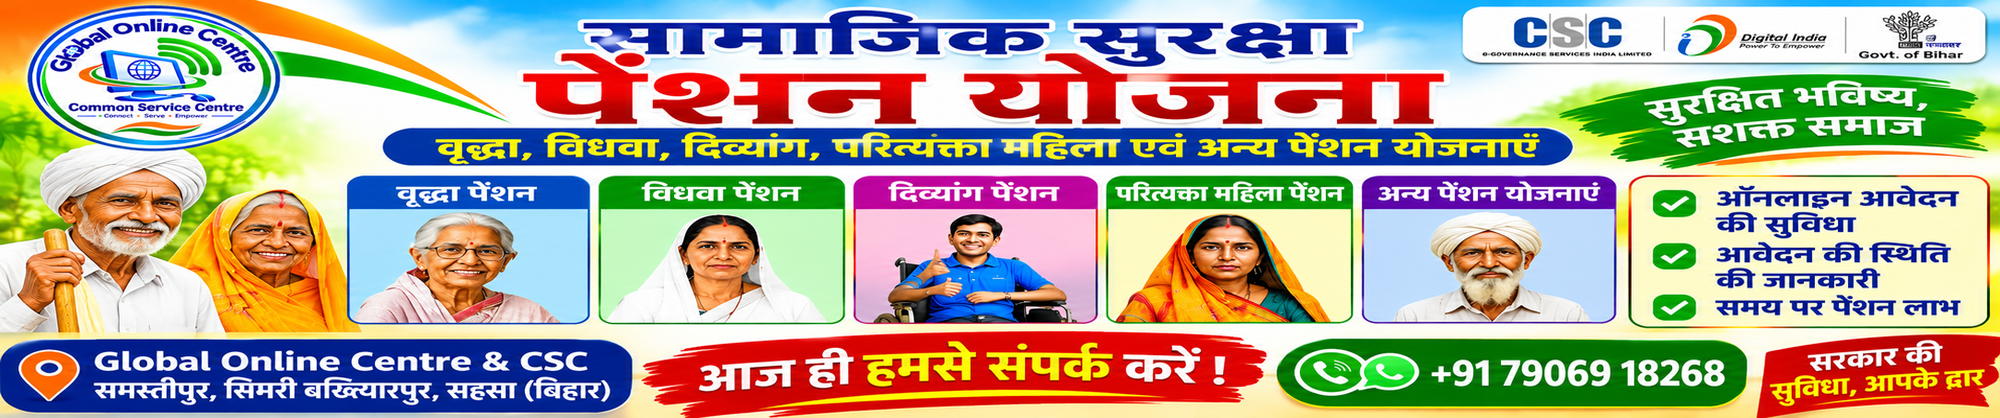 Global Online Centre
Common Service Centre
Connect - Serve - Empower
सामाजिक सुरक्षा
पेंशन योजना
वृद्धा, विधवा, दिव्यांग, परित्यक्ता महिला एवं अन्य पेंशन योजनाएँ
CSC
E-GOVERNANCE SERVICES INDIA LIMITED
Digital India
Power To Empower
Govt. of Bihar
सुरक्षित भविष्य,
सशक्त समाज
वृद्धा पेंशन
विधवा पेंशन
दिव्यांग पेंशन
परित्यक्ता महिला पेंशन
अन्य पेंशन योजनाएं
ऑनलाइन आवेदन
की सुविधा
आवेदन की स्थिति
की जानकारी
समय पर पेंशन लाभ
Global Online Centre & CSC
समस्तीपुर, सिमरी बख्तियारपुर, सहसा (बिहार)
आज ही हमसे संपर्क करें !
+91 79069 18268
सरकार की
सुविधा, आपके द्वार